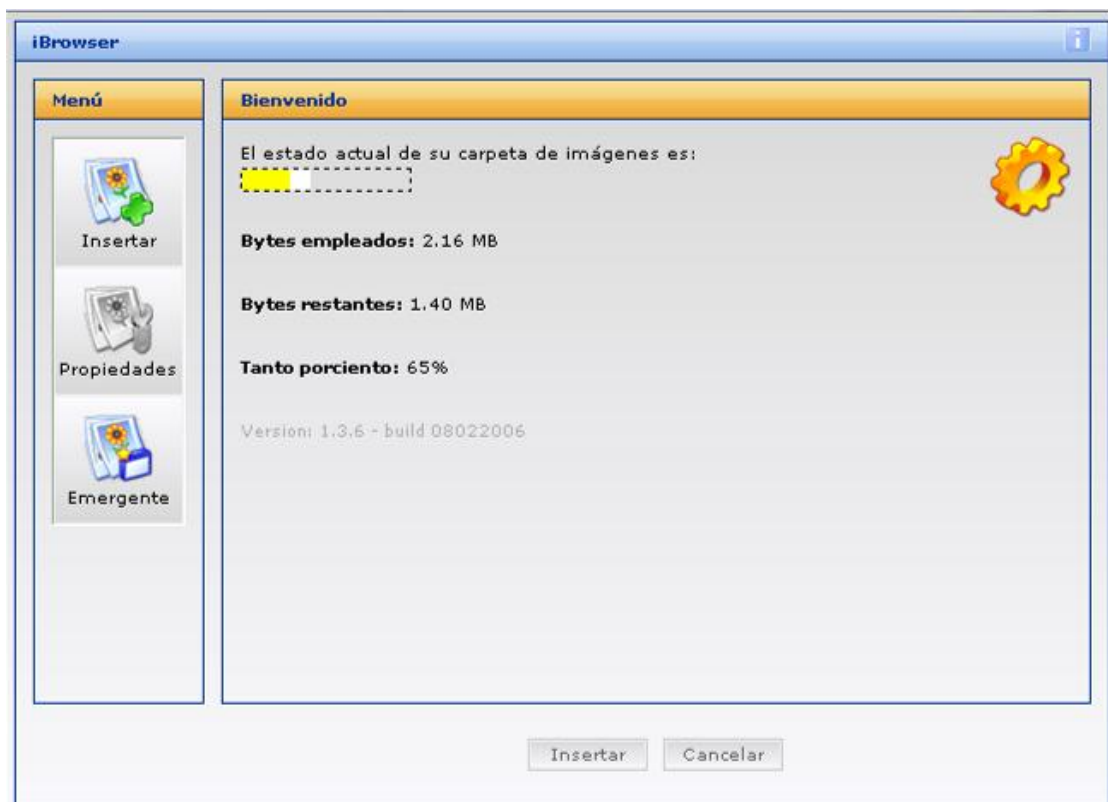 iBrowser
i
Menú
Insertar
Propiedades
Emergente
Bienvenido
El estado actual de su carpeta de imágenes es:
Bytes empleados: 2.16 MB
Bytes restantes: 1.40 MB
Tanto porciento: 65%
Version: 1.3.6 - build 08022006
Insertar Cancelar